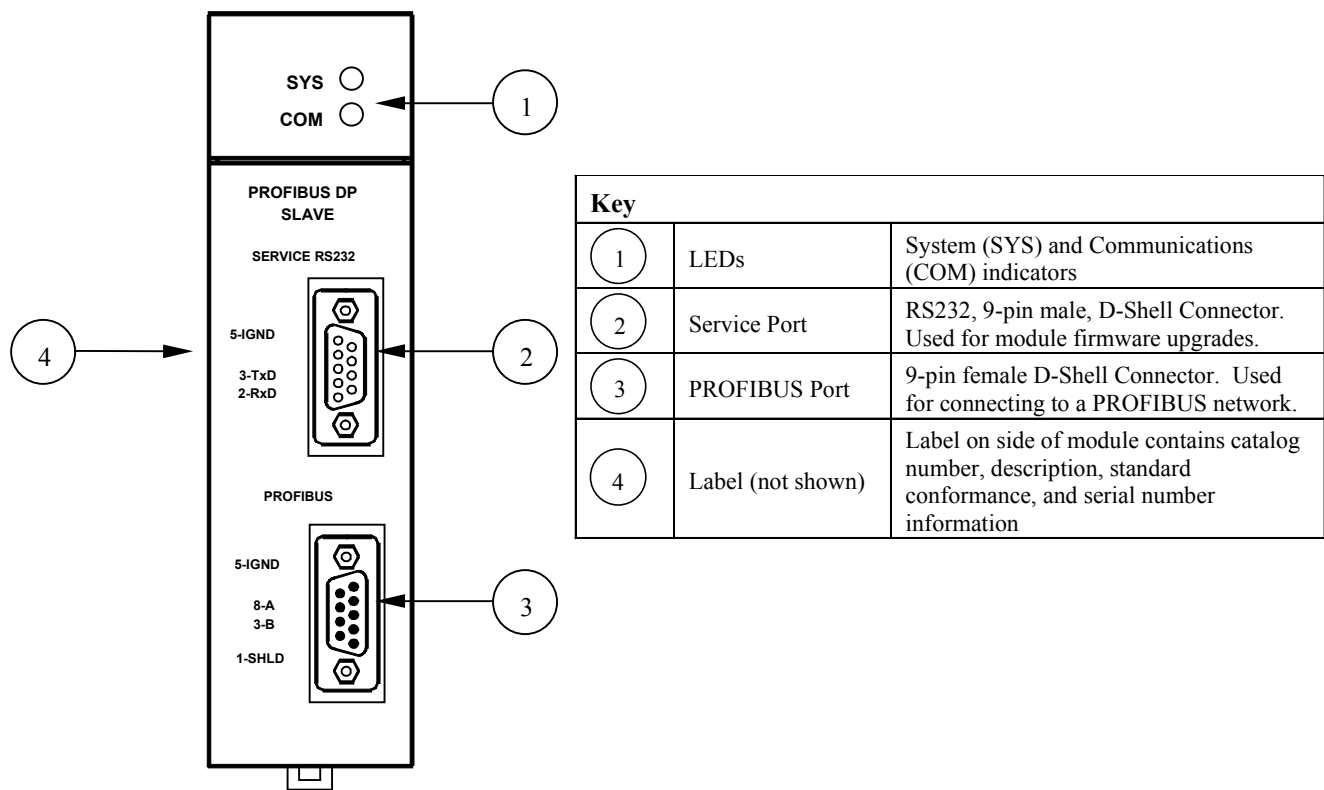 SYS
COM
1
PROFIBUS DP
SLAVE
SERVICE RS232
5-IGND
3-TxD
2-RxD
2
4
PROFIBUS
5-IGND
8-A
3-B
1-SHLD
3
Key
1 LEDs System (SYS) and Communications
(COM) indicators
2 Service Port RS232, 9-pin male, D-Shell Connector.
Used for module firmware upgrades.
3 PROFIBUS Port 9-pin female D-Shell Connector. Used
for connecting to a PROFIBUS network.
4 Label (not shown) Label on side of module contains catalog
number, description, standard
conformance, and serial number
information